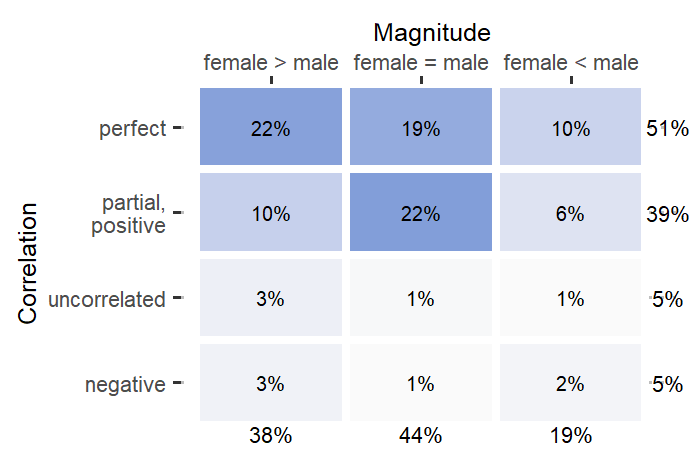 Magnitude
female > male female = male female < male
perfect 22% 19% 10% 51%
partial,
positive 10% 22% 6% 39%
Correlation
uncorrelated 3% 1% 1% 5%
negative 3% 1% 2% 5%
38% 44% 19%